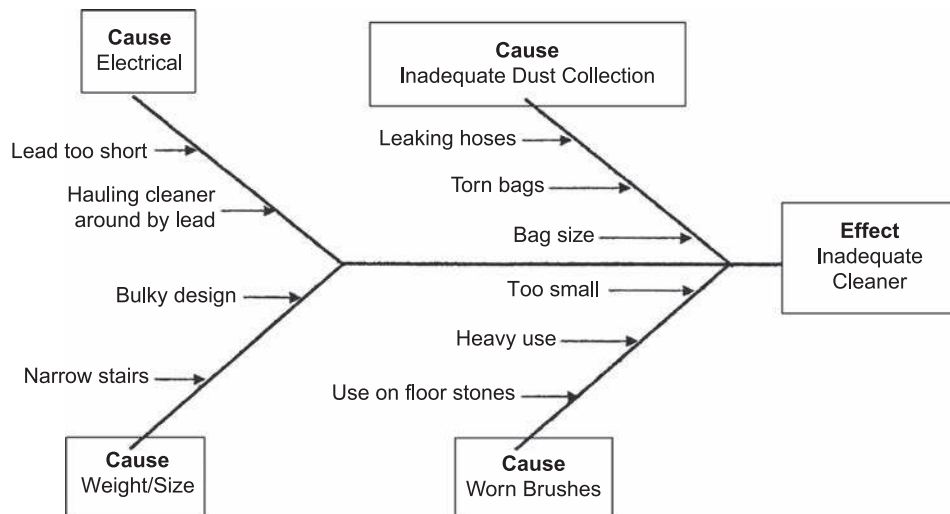 Cause
Electrical
Cause
Inadequate Dust Collection
Lead too short
Hauling cleaner
around by lead
Leaking hoses
Torn bags
Bag size
Effect
Inadequate
Cleaner
Bulky design
Narrow stairs
Too small
Heavy use
Use on floor stones
Cause
Weight/Size
Cause
Worn Brushes